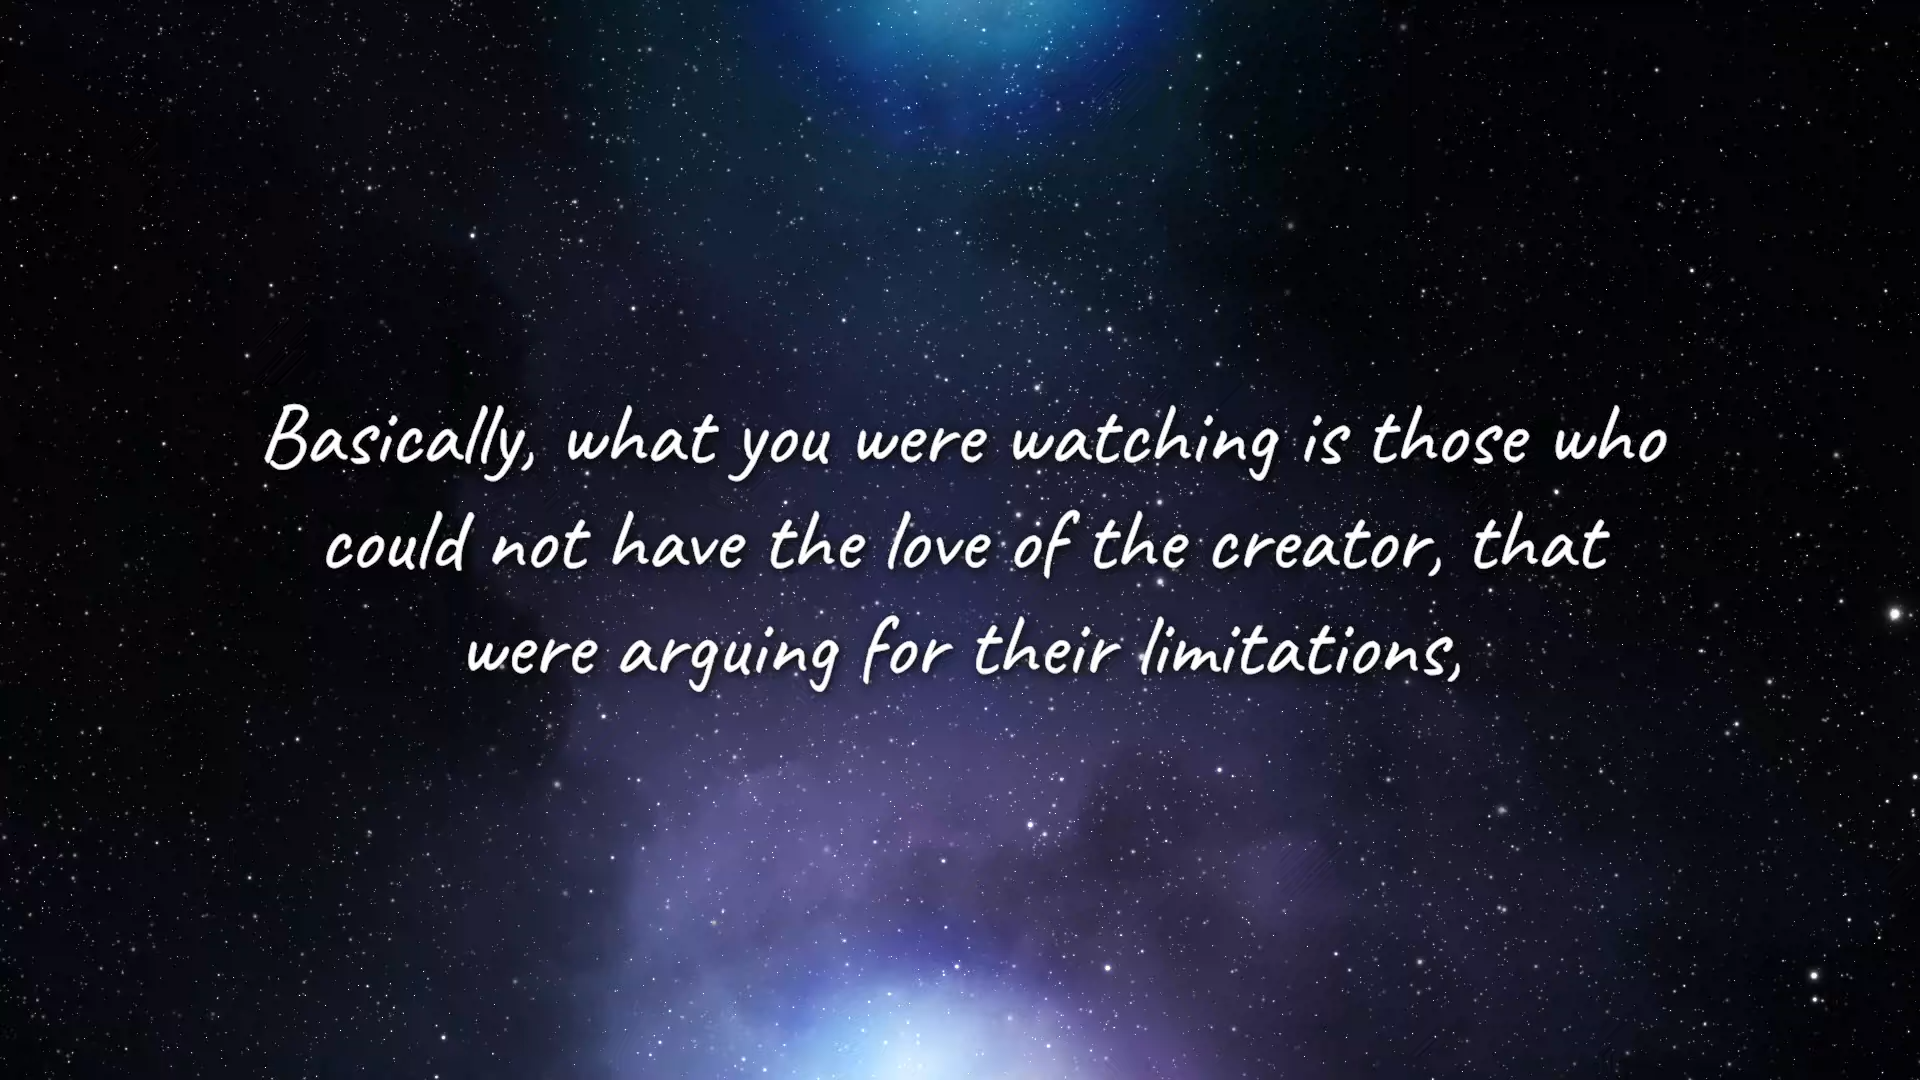 Basically, what you were watching is those who
could not have the love of the creator, that
were arguing for their limitations,